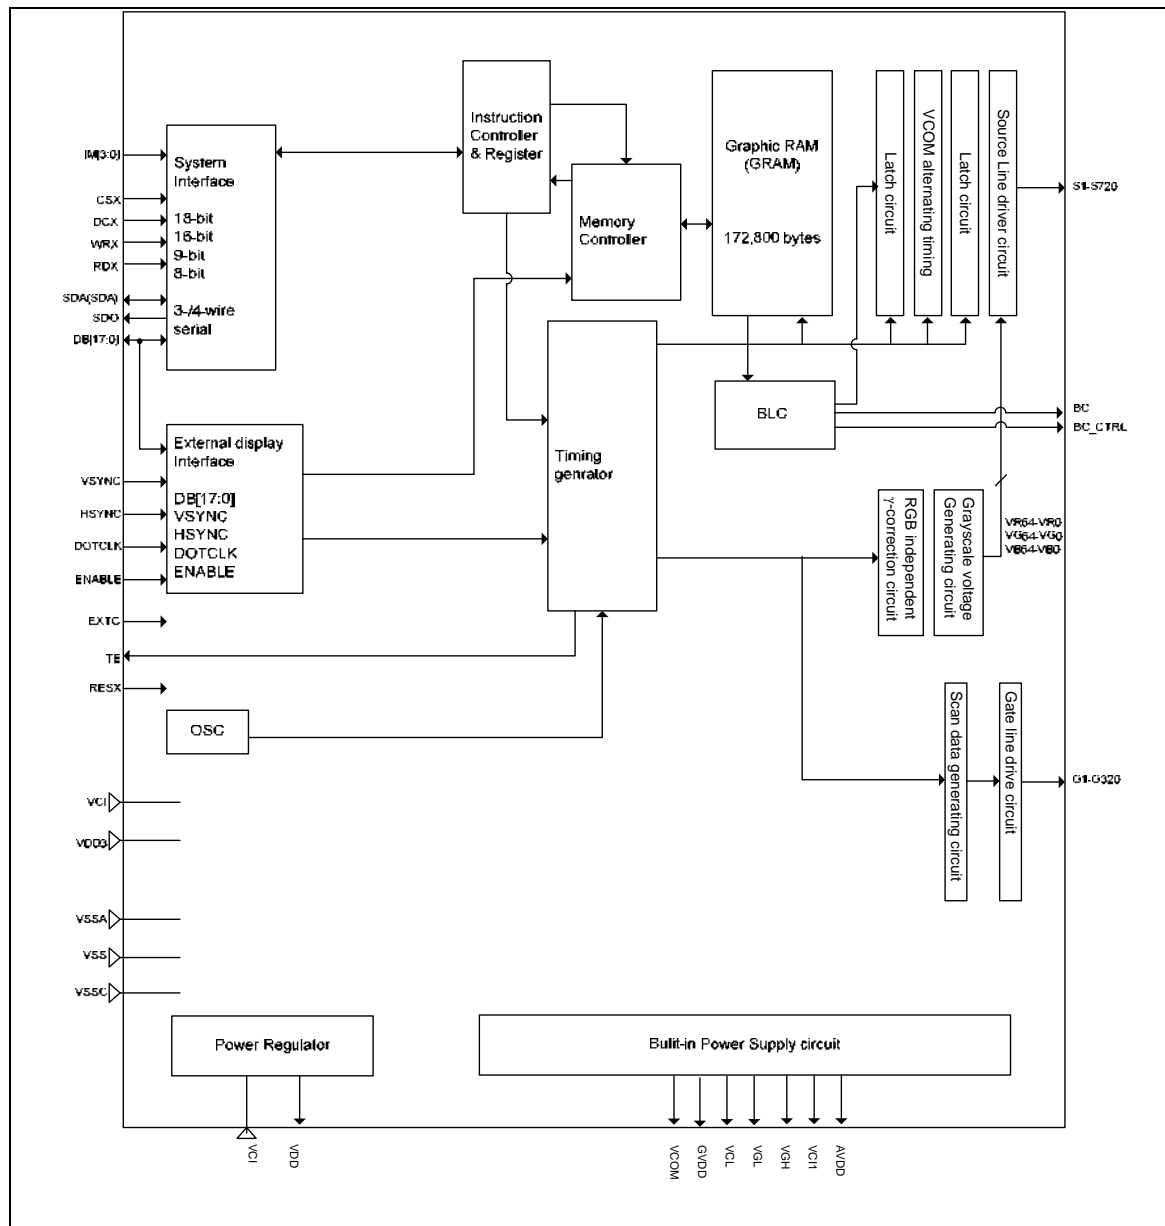 IM[3:0]
CSX
DCX
WRX
RDX
SDA(SDA)
SDO
DB[17:0]
System
Interface
18-bit
16-bit
9-bit
8-bit
3-/4-wire
serial
Instruction
Controller
& Register
Memory
Controller
Graphic RAM
(GRAM)
172,800 bytes
Latch circuit
VCOM alternating timing
Latch circuit
Source Line driver circuit
S1-S720
BLC
BC
BC_CTRL
VSYNC
HSYNC
DOTCLK
ENABLE
External display
Interface
DB[17:0]
VSYNC
HSYNC
DOTCLK
ENABLE
Timing
genrator
RGB independent
γ-correction circuit
Grayscale voltage
Generating circuit
VR64-VR0
VG64-VG0
VB64-VB0
EXTC
TE
RESX
OSC
Scan data generating circuit
Gate line drive circuit
G1-G320
VCI
VDD3
VSSA
VSS
VSSC
Power Regulator
Bulit-in Power Supply circuit
VCI
VDD
VCOM
GVDD
VCL
VGL
VGH
VCI1
AVDD